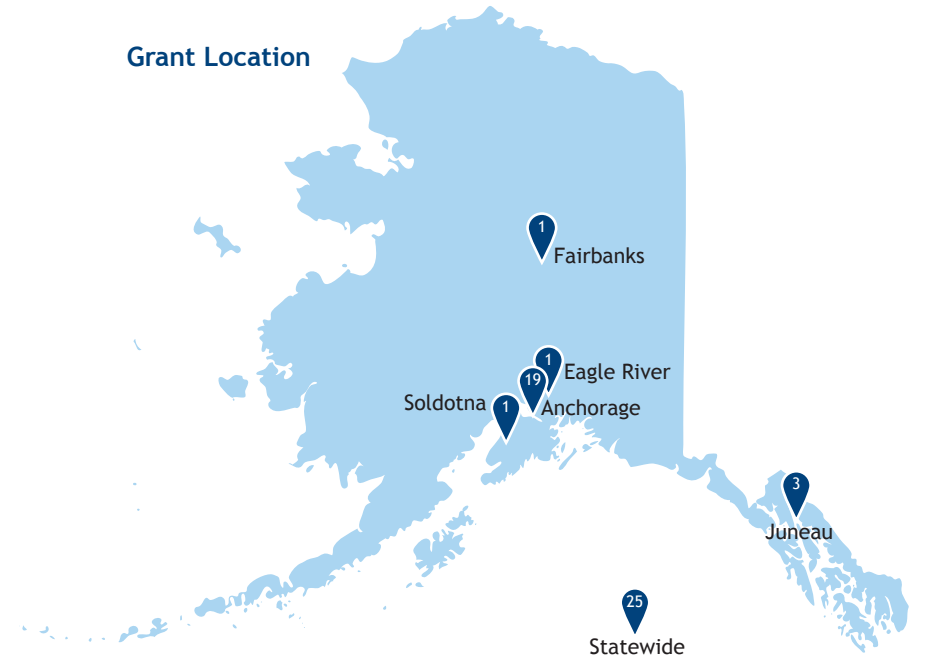 Grant Location
1
Fairbanks
1
Eagle River
19
Anchorage
Soldotna
1
3
Juneau
25
Statewide